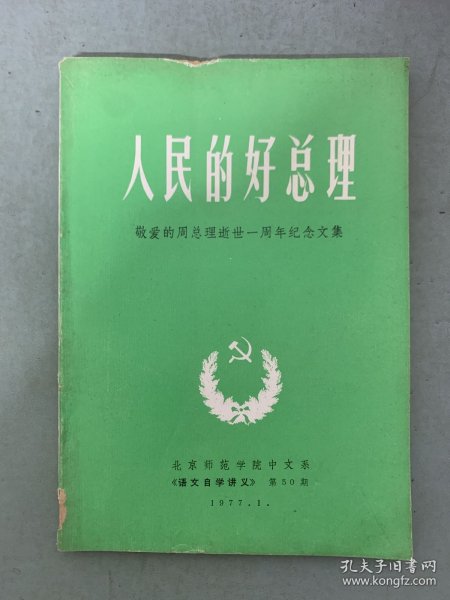 人民的好总理
敬爱的周总理逝世一周年纪念文集
北京师范学院中文系
《语文自学讲义》 第50期
1977.1.
孔夫子旧书网
www.kongfz.com